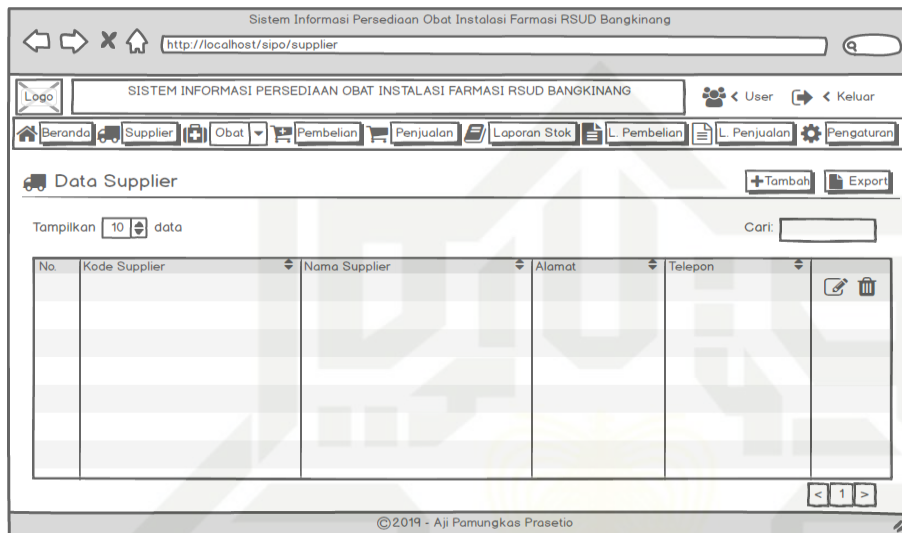 Sistem Informasi Persediaan Obat Instalasi Farmasi RSUD Bangkinang
http://localhost/sipo/supplier
Logo SISTEM INFORMASI PERSEDIAAN OBAT INSTALASI FARMASI RSUD BANGKINANG < User < Keluar
Beranda Supplier Obat Pembelian Penjualan Laporan Stok L. Pembelian L. Penjualan Pengaturan
Data Supplier +Tambah Export
Tampilkan 10 data Cari:
No. Kode Supplier Nama Supplier Alamat Telepon
< 1 >
©2019 - Aji Pamungkas Prasetio